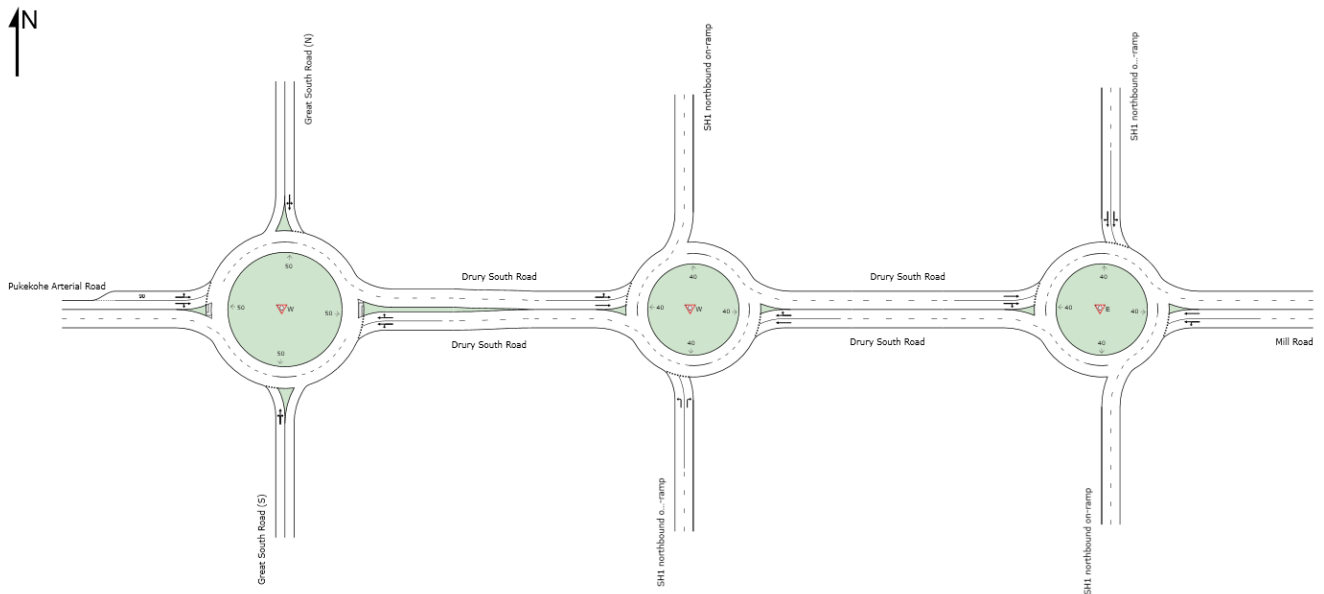 N
Great South Road (N)
SH1 northbound on-ramp
SH1 northbound o...-ramp
Pukekohe Arterial Road
Drury South Road
Drury South Road
50
50
50
50
W
40
40
40
40
W
40
40
40
40
Drury South Road
Drury South Road
Mill Road
Great South Road (S)
SH1 northbound o...-ramp
SH1 northbound on-ramp